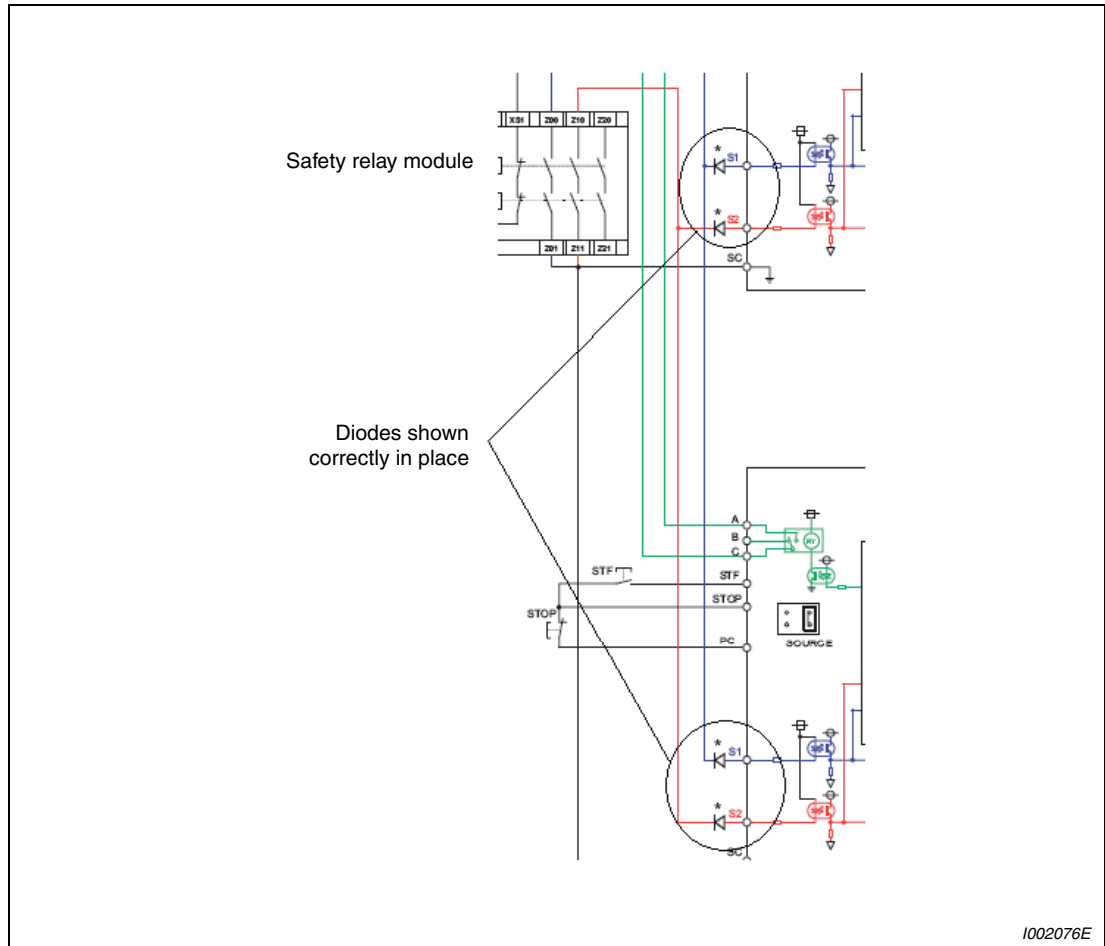 XS1 Z00 Z10 Z20
Safety relay module
* S1
* S2
Z01 Z11 Z21
SC
Diodes shown
correctly in place
A
B
C
RY
STF STF
STOP
STOP
PC
SOURCE
* S1
* S2
SC
I002076E